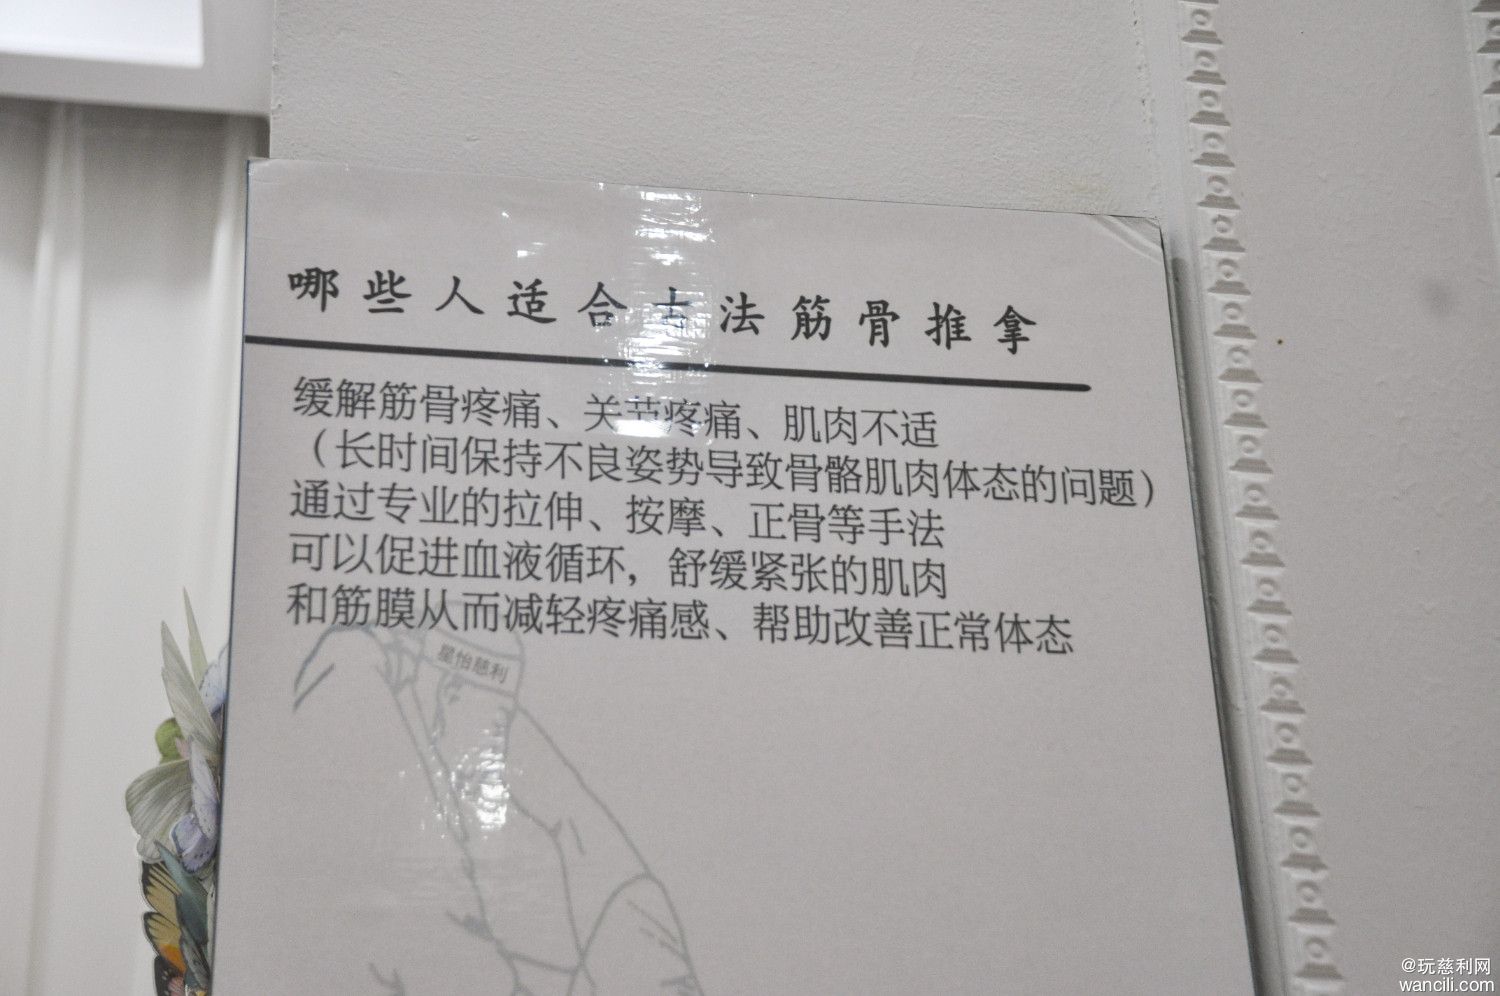 哪些人适合古法筋骨推拿
缓解筋骨疼痛、关节疼痛、肌肉不适
（长时间保持不良姿势导致骨骼肌肉体态的问题）
通过专业的拉伸、按摩、正骨等手法
可以促进血液循环，舒缓紧张的肌肉
和筋膜从而减轻疼痛感、帮助改善正常体态
星怡慈利
@玩慈利网
wancili.com